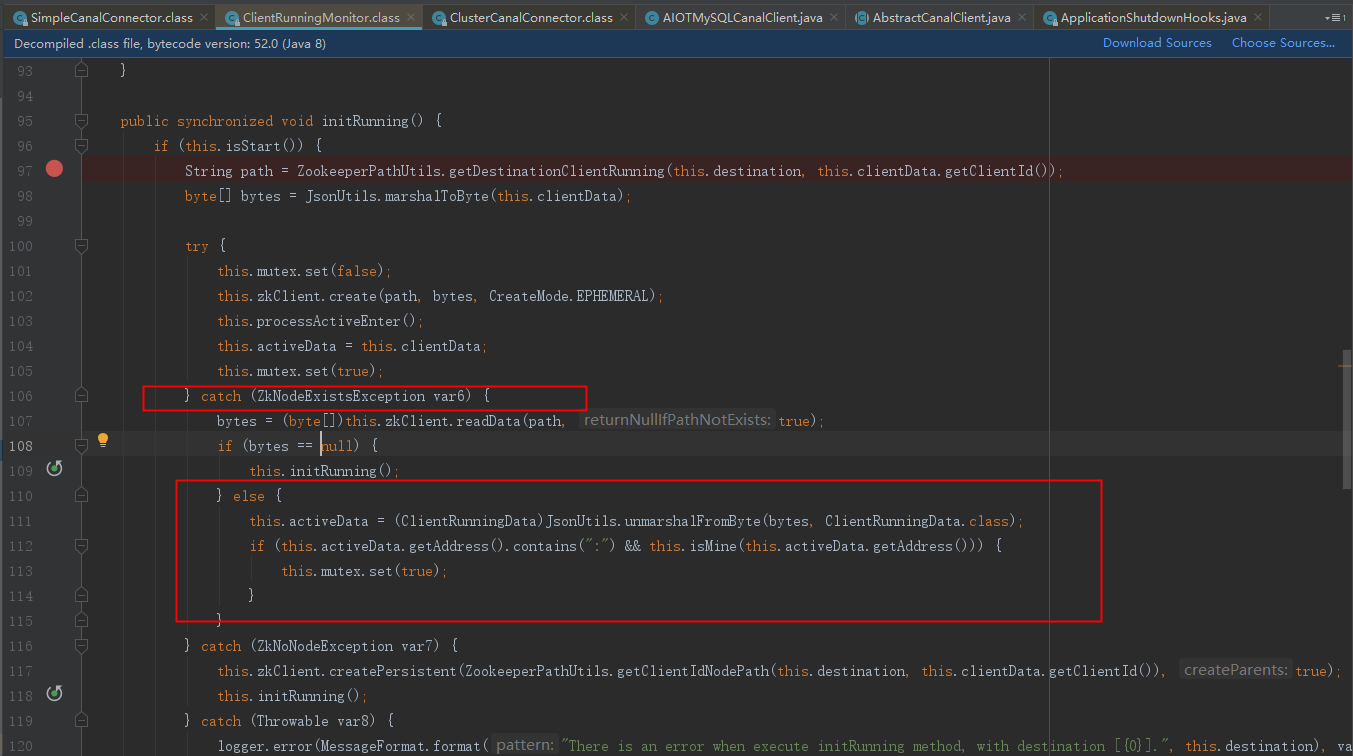 SimpleCanalConnector.class × ClientRunningMonitor.class × ClusterCanalConnector.class × AIOTMySQLCanalClient.java × AbstractCanalClient.java × ApplicationShutdownHooks.java × 1
Decompiled .class file, bytecode version: 52.0 (Java 8) Download Sources Choose Sources...
93 }
94
95 public synchronized void initRunning() {
96 if (this.isStart()) {
97 String path = ZookeeperPathUtils.getDestinationClientRunning(this.destination, this.clientData.getClientId());
98 byte[] bytes = JsonUtils.marshalToByte(this.clientData);
99
100 try {
101 this.mutex.set(false);
102 this.zkClient.create(path, bytes, CreateMode.EPHEMERAL);
103 this.processActiveEnter();
104 this.activeData = this.clientData;
105 this.mutex.set(true);
106 } catch (ZkNodeExistsException var6) {
107 bytes = (byte[])this.zkClient.readData(path, returnNullIfPathNotExists: true);
108 if (bytes == null) {
109 this.initRunning();
110 } else {
111 this.activeData = (ClientRunningData)JsonUtils.unmarshalFromByte(bytes, ClientRunningData.class);
112 if (this.activeData.getAddress().contains(":") && this.isMine(this.activeData.getAddress())) {
113 this.mutex.set(true);
114 }
115 }
116 } catch (ZkNoNodeException var7) {
117 this.zkClient.createPersistent(ZookeeperPathUtils.getClientIdNodePath(this.destination, this.clientData.getClientId()), createParents: true);
118 this.initRunning();
119 } catch (Throwable var8) {
120 logger.error(MessageFormat.format( pattern: "There is an error when execute initRunning method, with destination [{0}].", this.destination), va